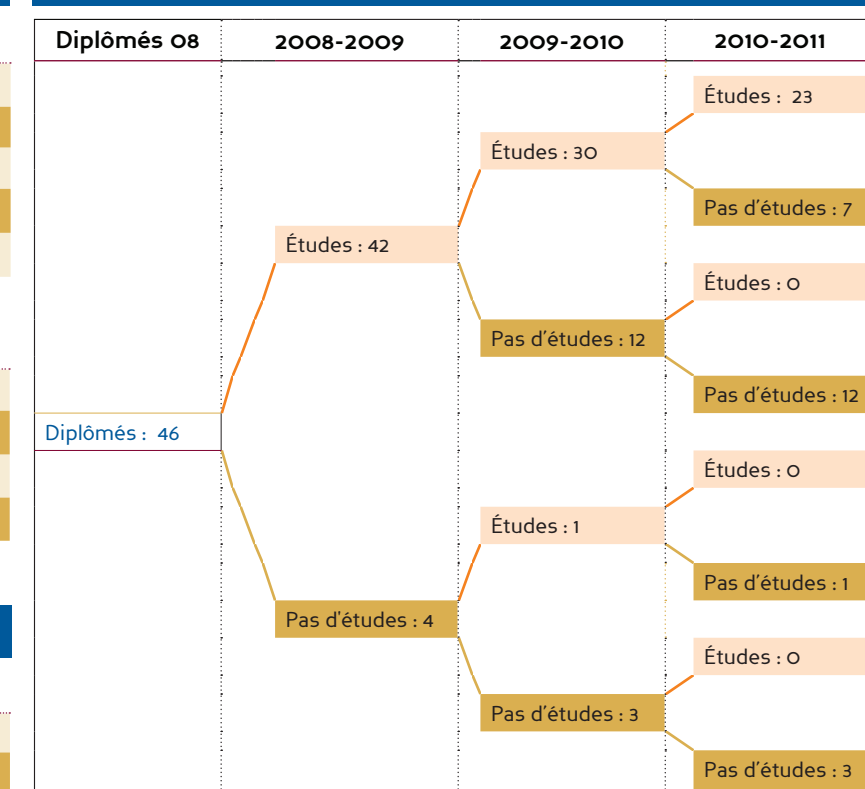 Diplômés 08 2008-2009 2009-2010 2010-2011
Études : 23
Études : 30
Pas d'études : 7
Études : 42
Études : 0
Pas d'études : 12
Pas d'études : 12
Diplômés : 46
Études : 0
Études : 1
Pas d'études : 1
Pas d'études : 4
Études : 0
Pas d'études : 3
Pas d'études : 3